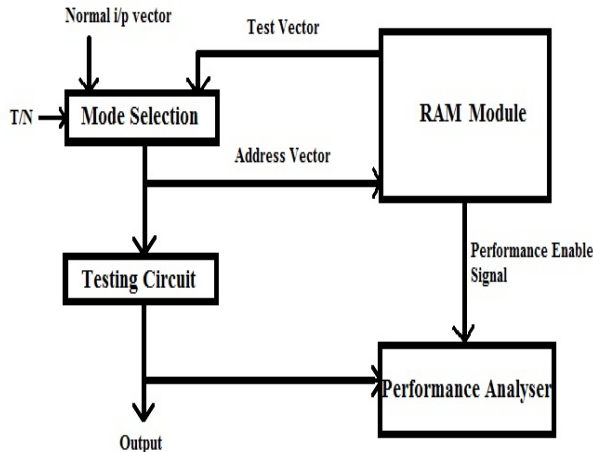 Normal i/p vector
Test Vector
T/N
Mode Selection
RAM Module
Address Vector
Performance Enable
Signal
Testing Circuit
Performance Analyser
Output